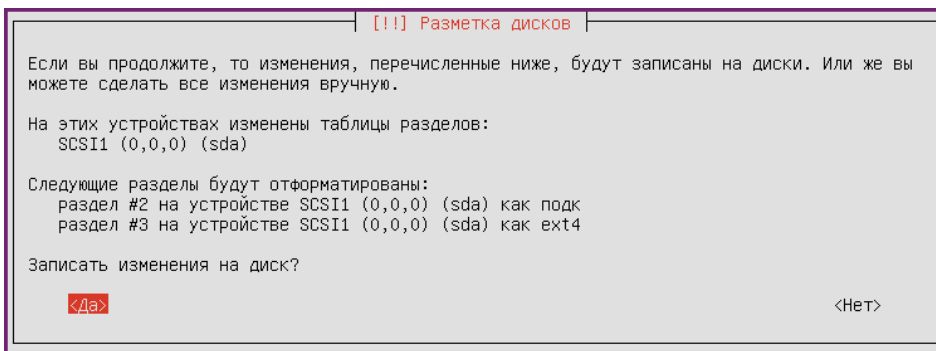 [!!] Разметка дисков
Если вы продолжите, то изменения, перечисленные ниже, будут записаны на диски. Или же вы
можете сделать все изменения вручную.
На этих устройствах изменены таблицы разделов:
SCSI1 (0,0,0) (sda)
Следующие разделы будут отформатированы:
раздел #2 на устройстве SCSI1 (0,0,0) (sda) как подк
раздел #3 на устройстве SCSI1 (0,0,0) (sda) как ext4
Записать изменения на диск?
<Да> <Нет>